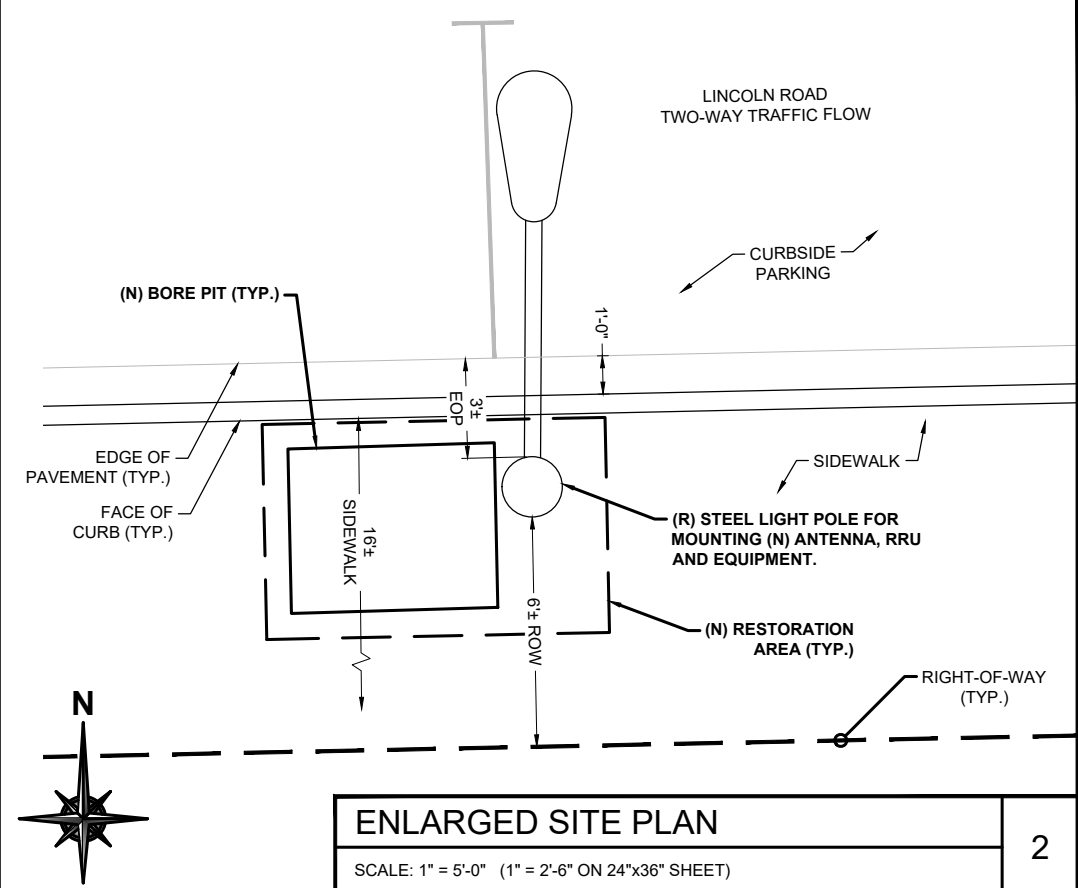 LINCOLN ROAD
TWO-WAY TRAFFIC FLOW
CURBSIDE
PARKING
(N) BORE PIT (TYP.)
1'-0"
3'±
EOP
EDGE OF
PAVEMENT (TYP.)
FACE OF
CURB (TYP.)
SIDEWALK
16'±
SIDEWALK
(R) STEEL LIGHT POLE FOR
MOUNTING (N) ANTENNA, RRU
AND EQUIPMENT.
6'± ROW
(N) RESTORATION
AREA (TYP.)
RIGHT-OF-WAY
(TYP.)
N
ENLARGED SITE PLAN
2
SCALE: 1" = 5'-0" (1" = 2'-6" ON 24"x36" SHEET)